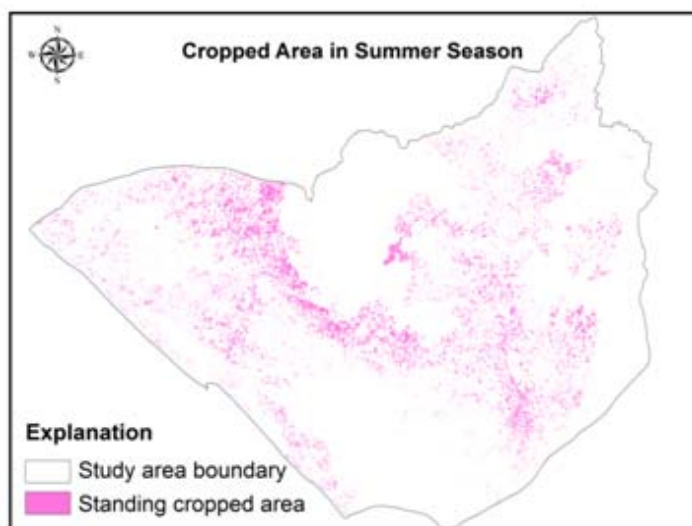 Cropped Area in Summer Season
N
W
E
S
Explanation
Study area boundary
Standing cropped area